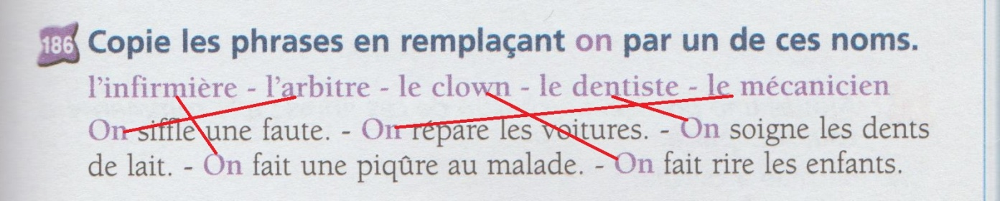 186 Copie les phrases en remplaçant on par un de ces noms.
l'infirmière - l'arbitre - le clown - le dentiste - le mécanicien
On siffle une faute. - On répare les voitures. - On soigne les dents
de lait. - On fait une piqûre au malade. - On fait rire les enfants.